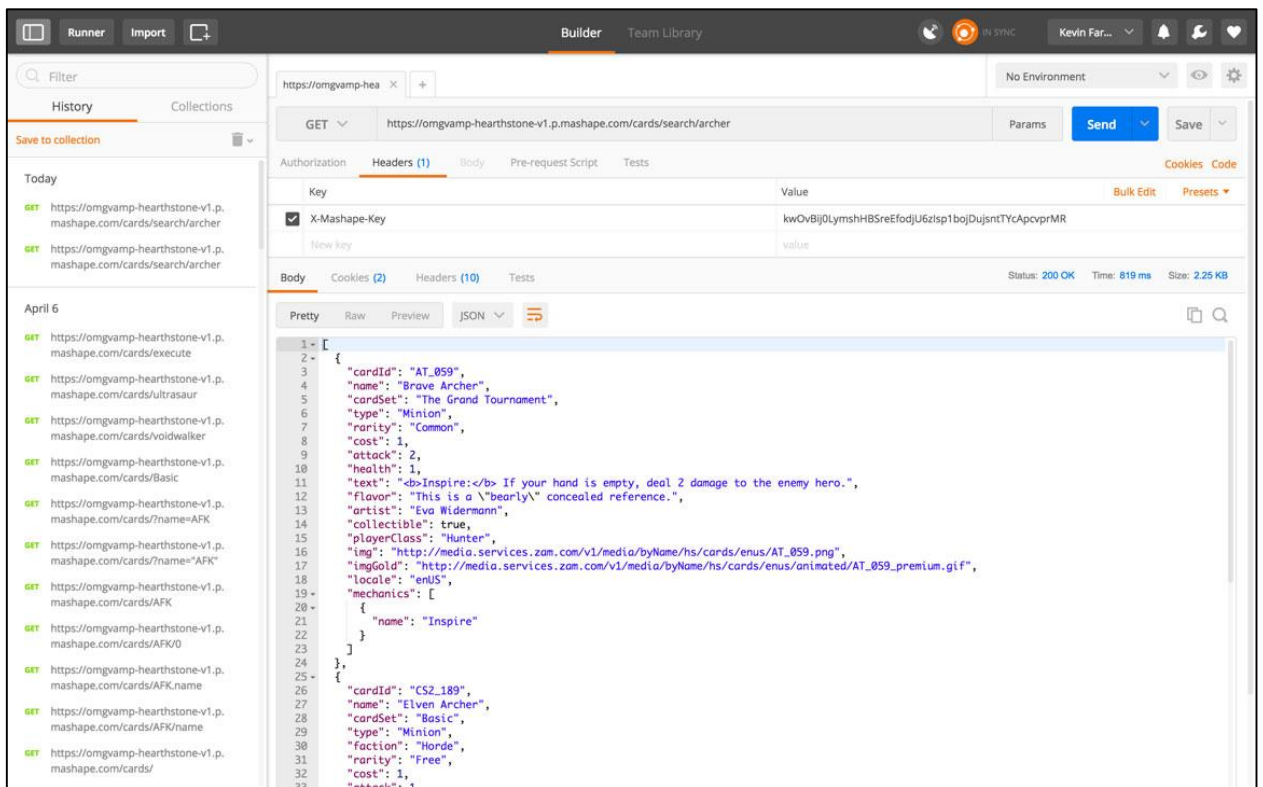 Runner Import Builder Team Library IN SYNC Kevin Far...
Filter
History Collections
Save to collection
Today
GET https://omgvamp-hearthstone-v1.p.
mashape.com/cards/search/archer
GET https://omgvamp-hearthstone-v1.p.
mashape.com/cards/search/archer
April 6
GET https://omgvamp-hearthstone-v1.p.
mashape.com/cards/execute
GET https://omgvamp-hearthstone-v1.p.
mashape.com/cards/ultrasaur
GET https://omgvamp-hearthstone-v1.p.
mashape.com/cards/voidwalker
GET https://omgvamp-hearthstone-v1.p.
mashape.com/cards/Basic
GET https://omgvamp-hearthstone-v1.p.
mashape.com/cards/?name=AFK
GET https://omgvamp-hearthstone-v1.p.
mashape.com/cards/?name="AFK"
GET https://omgvamp-hearthstone-v1.p.
mashape.com/cards/AFK
GET https://omgvamp-hearthstone-v1.p.
mashape.com/cards/AFK/0
GET https://omgvamp-hearthstone-v1.p.
mashape.com/cards/AFK.name
GET https://omgvamp-hearthstone-v1.p.
mashape.com/cards/AFK/name
GET https://omgvamp-hearthstone-v1.p.
mashape.com/cards/
https://omgvamp-hea × +
No Environment
GET https://omgvamp-hearthstone-v1.p.mashape.com/cards/search/archer Params Send Save
Authorization Headers (1) Body Pre-request Script Tests Cookies Code
Key Value Bulk Edit Presets
X-Mashape-Key kwOvBij0LymshHBSreEfodjU6zIsp1bojDujsntTYcApcvprMR
New key value
Body Cookies (2) Headers (10) Tests Status: 200 OK Time: 819 ms Size: 2.25 KB
Pretty Raw Preview JSON
1 [
2 {
3 "cardId": "AT_059",
4 "name": "Brave Archer",
5 "cardSet": "The Grand Tournament",
6 "type": "Minion",
7 "rarity": "Common",
8 "cost": 1,
9 "attack": 2,
10 "health": 1,
11 "text": "<b>Inspire:</b> If your hand is empty, deal 2 damage to the enemy hero.",
12 "flavor": "This is a \"bearly\" concealed reference.",
13 "artist": "Eva Widermann",
14 "collectible": true,
15 "playerClass": "Hunter",
16 "img": "http://media.services.zam.com/v1/media/byName/hs/cards/enus/AT_059.png",
17 "imgGold": "http://media.services.zam.com/v1/media/byName/hs/cards/enus/animated/AT_059_premium.gif",
18 "locale": "enUS",
19 "mechanics": [
20 {
21 "name": "Inspire"
22 }
23 ]
24 },
25 {
26 "cardId": "CS2_189",
27 "name": "Elven Archer",
28 "cardSet": "Basic",
29 "type": "Minion",
30 "faction": "Horde",
31 "rarity": "Free",
32 "cost": 1,
33 "attack": 1